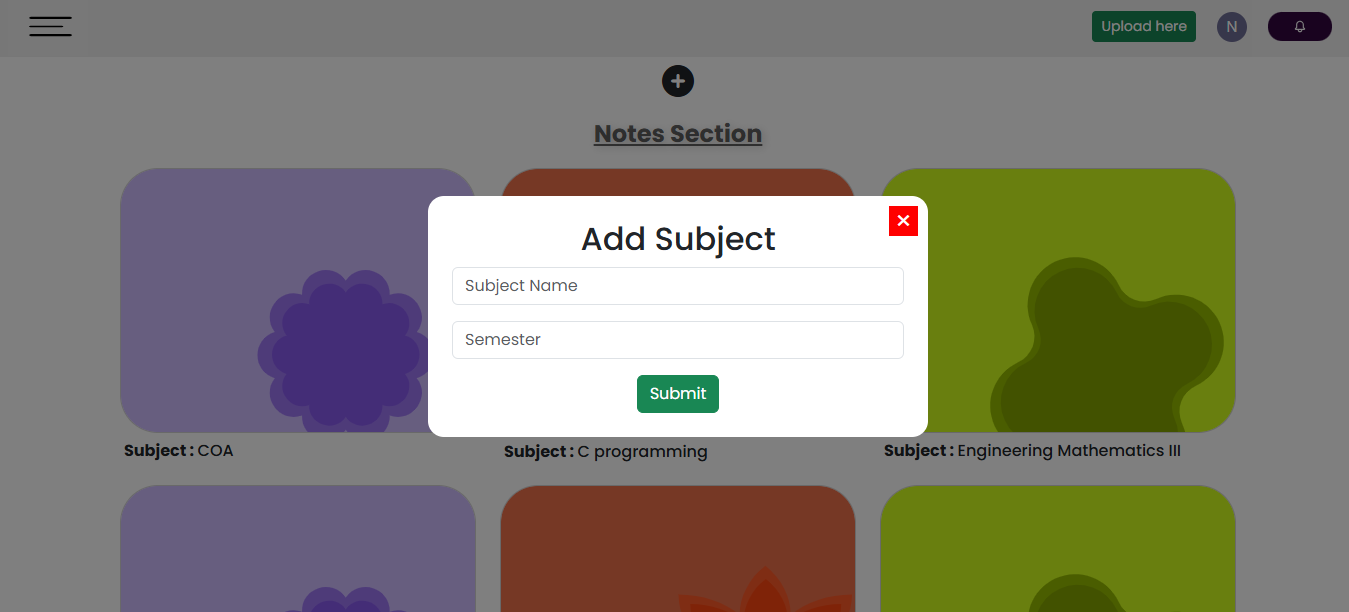 Upload here
N
Notes Section
Add Subject
Subject Name
Semester
Submit
Subject : COA
Subject : C programming
Subject : Engineering Mathematics III